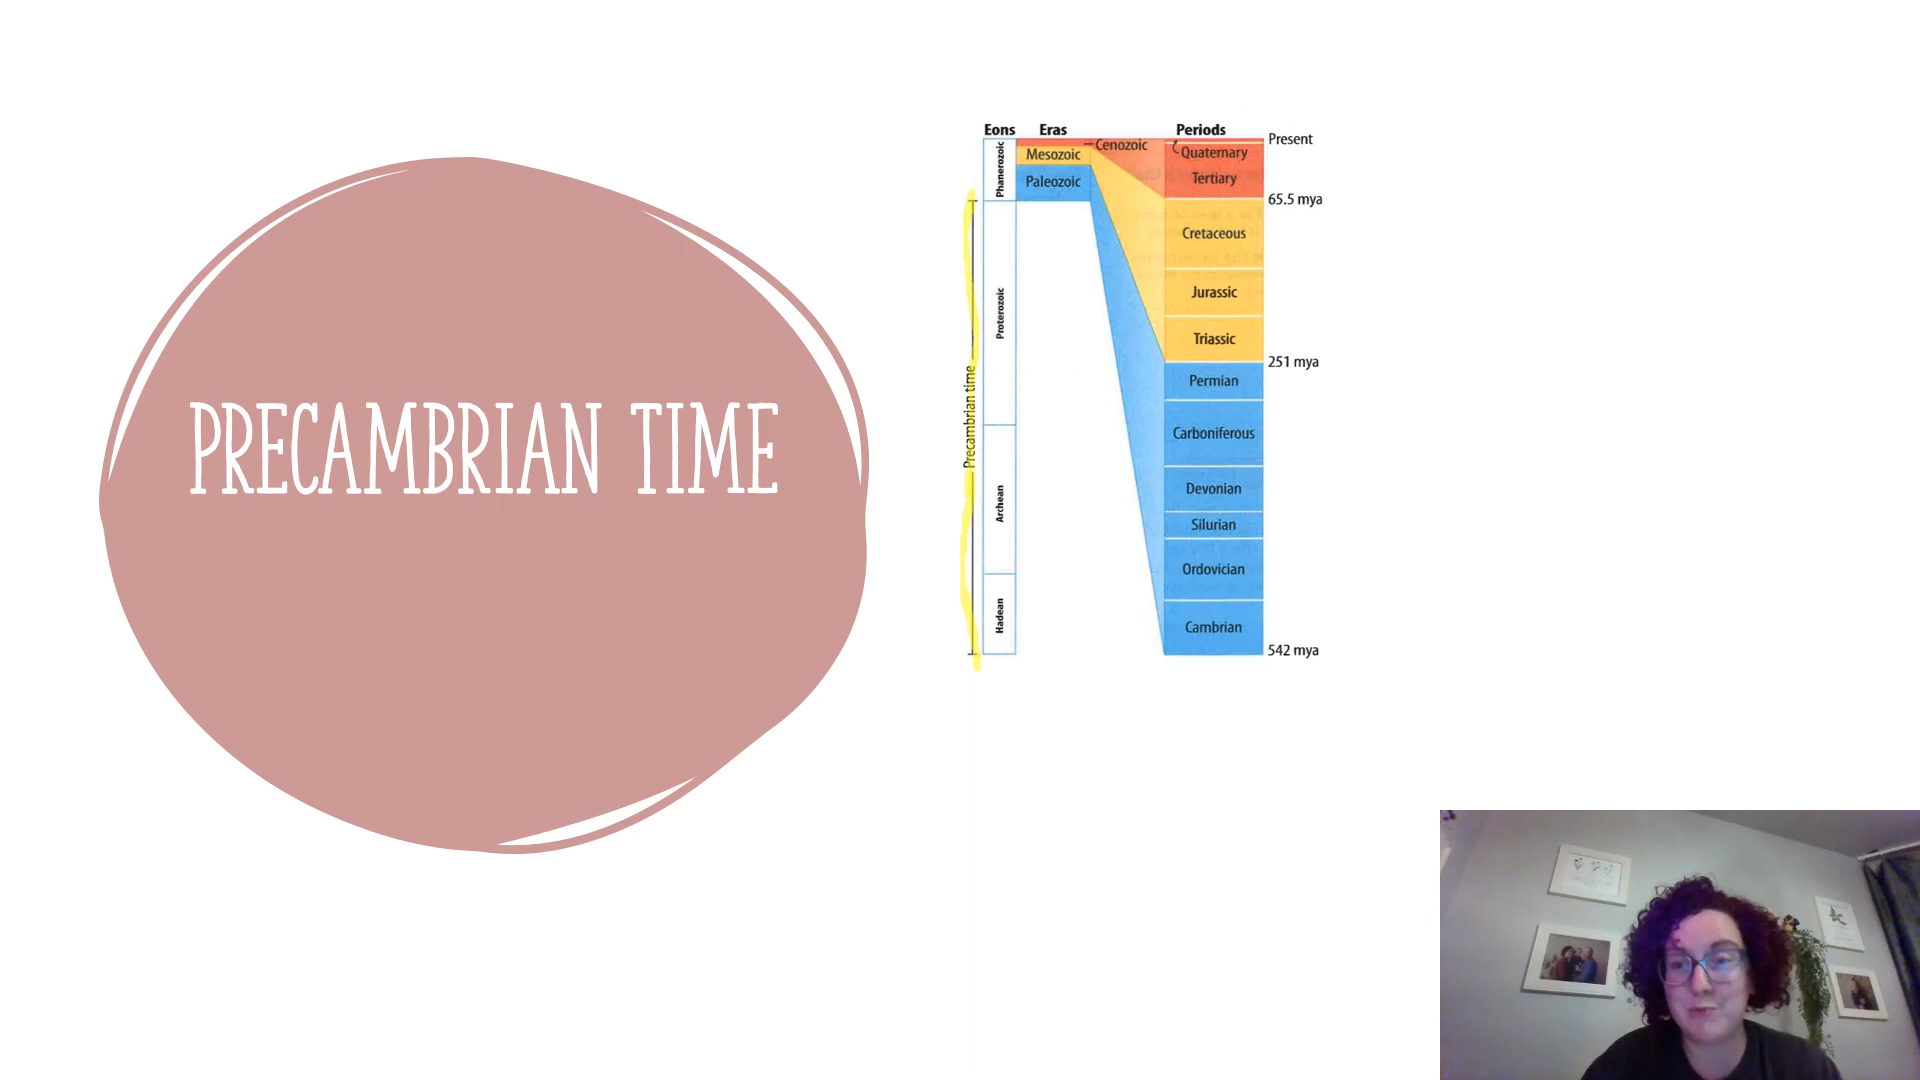 PRECAMBRIAN TIME
Eons Eras Periods
Phanerozoic
Proterozoic
Archean
Hadean
Precambrian time
Mesozoic
Paleozoic
Cenozoic
Quaternary
Tertiary
Cretaceous
Jurassic
Triassic
Permian
Carboniferous
Devonian
Silurian
Ordovician
Cambrian
Present
65.5 mya
251 mya
542 mya